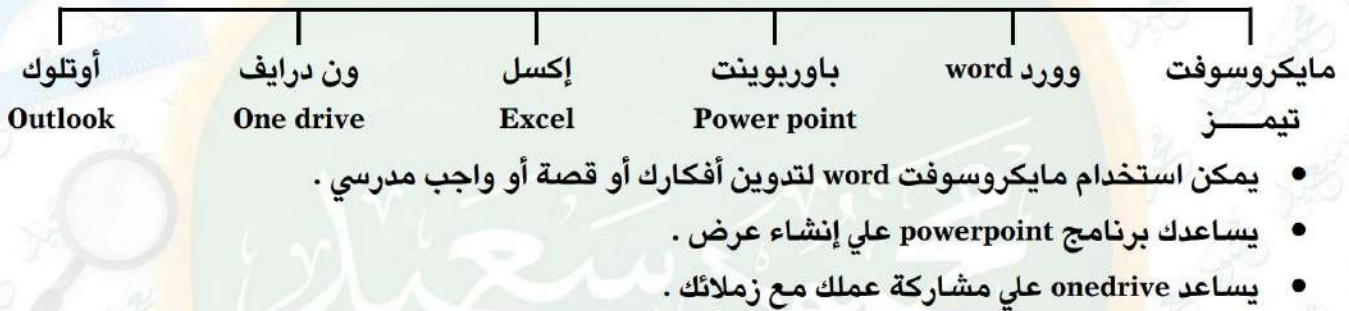 مايكروسوفت وورد word باوربوينت إكسل ون درايف أوتلوك
تيمـــز Power point Excel One drive Outlook
• يمكن استخدام مايكروسوفت word لتدوين أفكارك أو قصة أو واجب مدرسي .
• يساعدك برنامج powerpoint علي إنشاء عرض .
• يساعد onedrive علي مشاركة عملك مع زملائك .
محمد سعيد